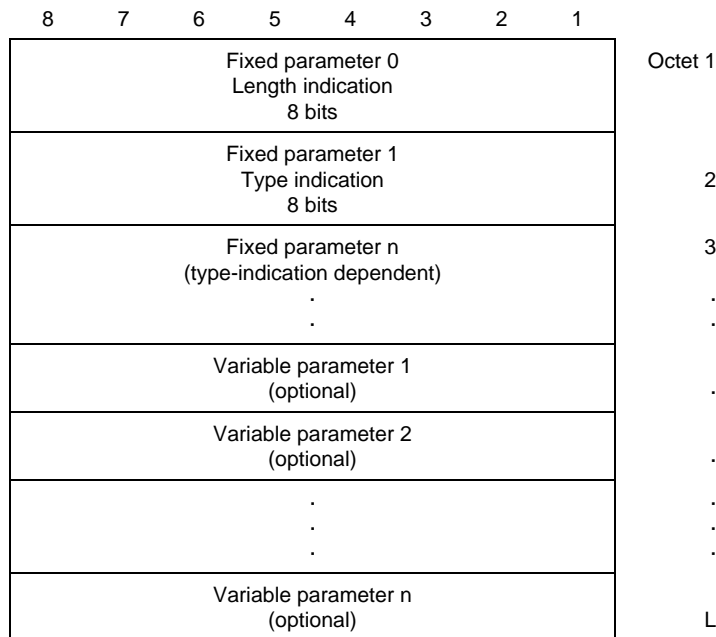 8 7 6 5 4 3 2 1
Fixed parameter 0 Octet 1
Length indication
8 bits
Fixed parameter 1
Type indication 2
8 bits
Fixed parameter n 3
(type-indication dependent)
. .
. .
Variable parameter 1
(optional) .
Variable parameter 2
(optional) .
. .
. .
. .
Variable parameter n
(optional) L